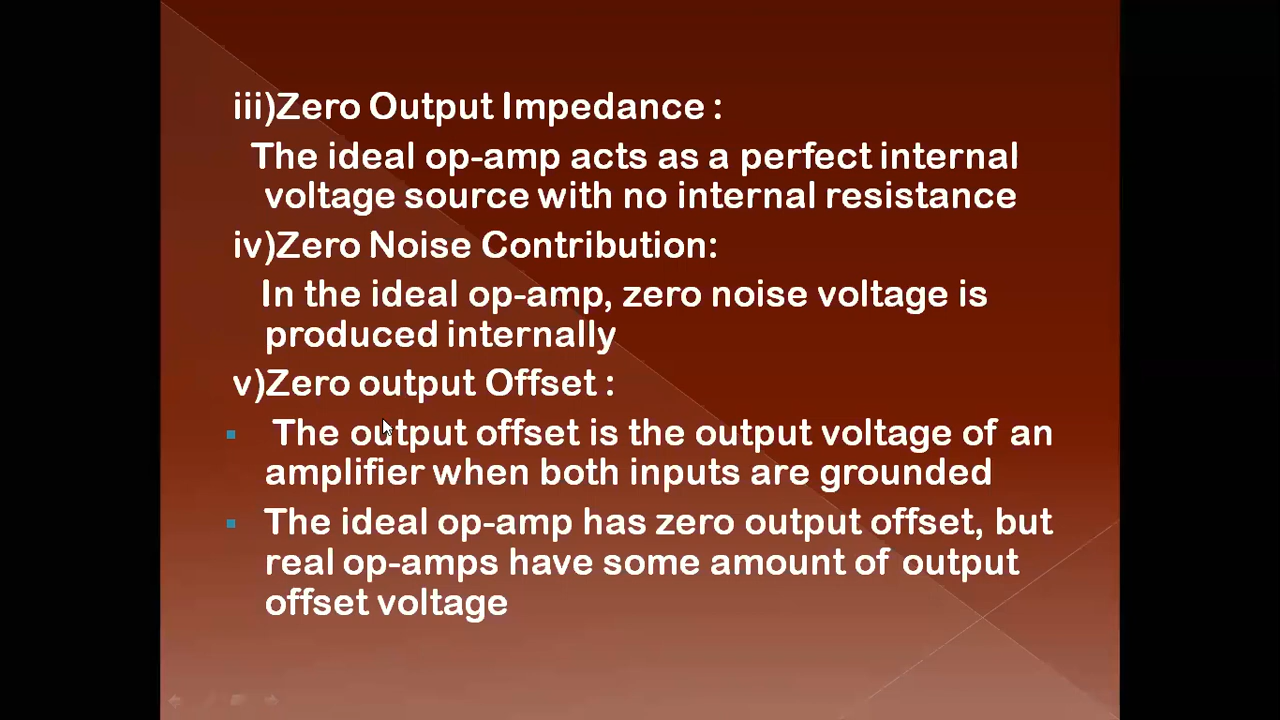 iii)Zero Output Impedance :
The ideal op-amp acts as a perfect internal
voltage source with no internal resistance
iv)Zero Noise Contribution:
In the ideal op-amp, zero noise voltage is
produced internally
v)Zero output Offset :
The output offset is the output voltage of an
amplifier when both inputs are grounded
The ideal op-amp has zero output offset, but
real op-amps have some amount of output
offset voltage